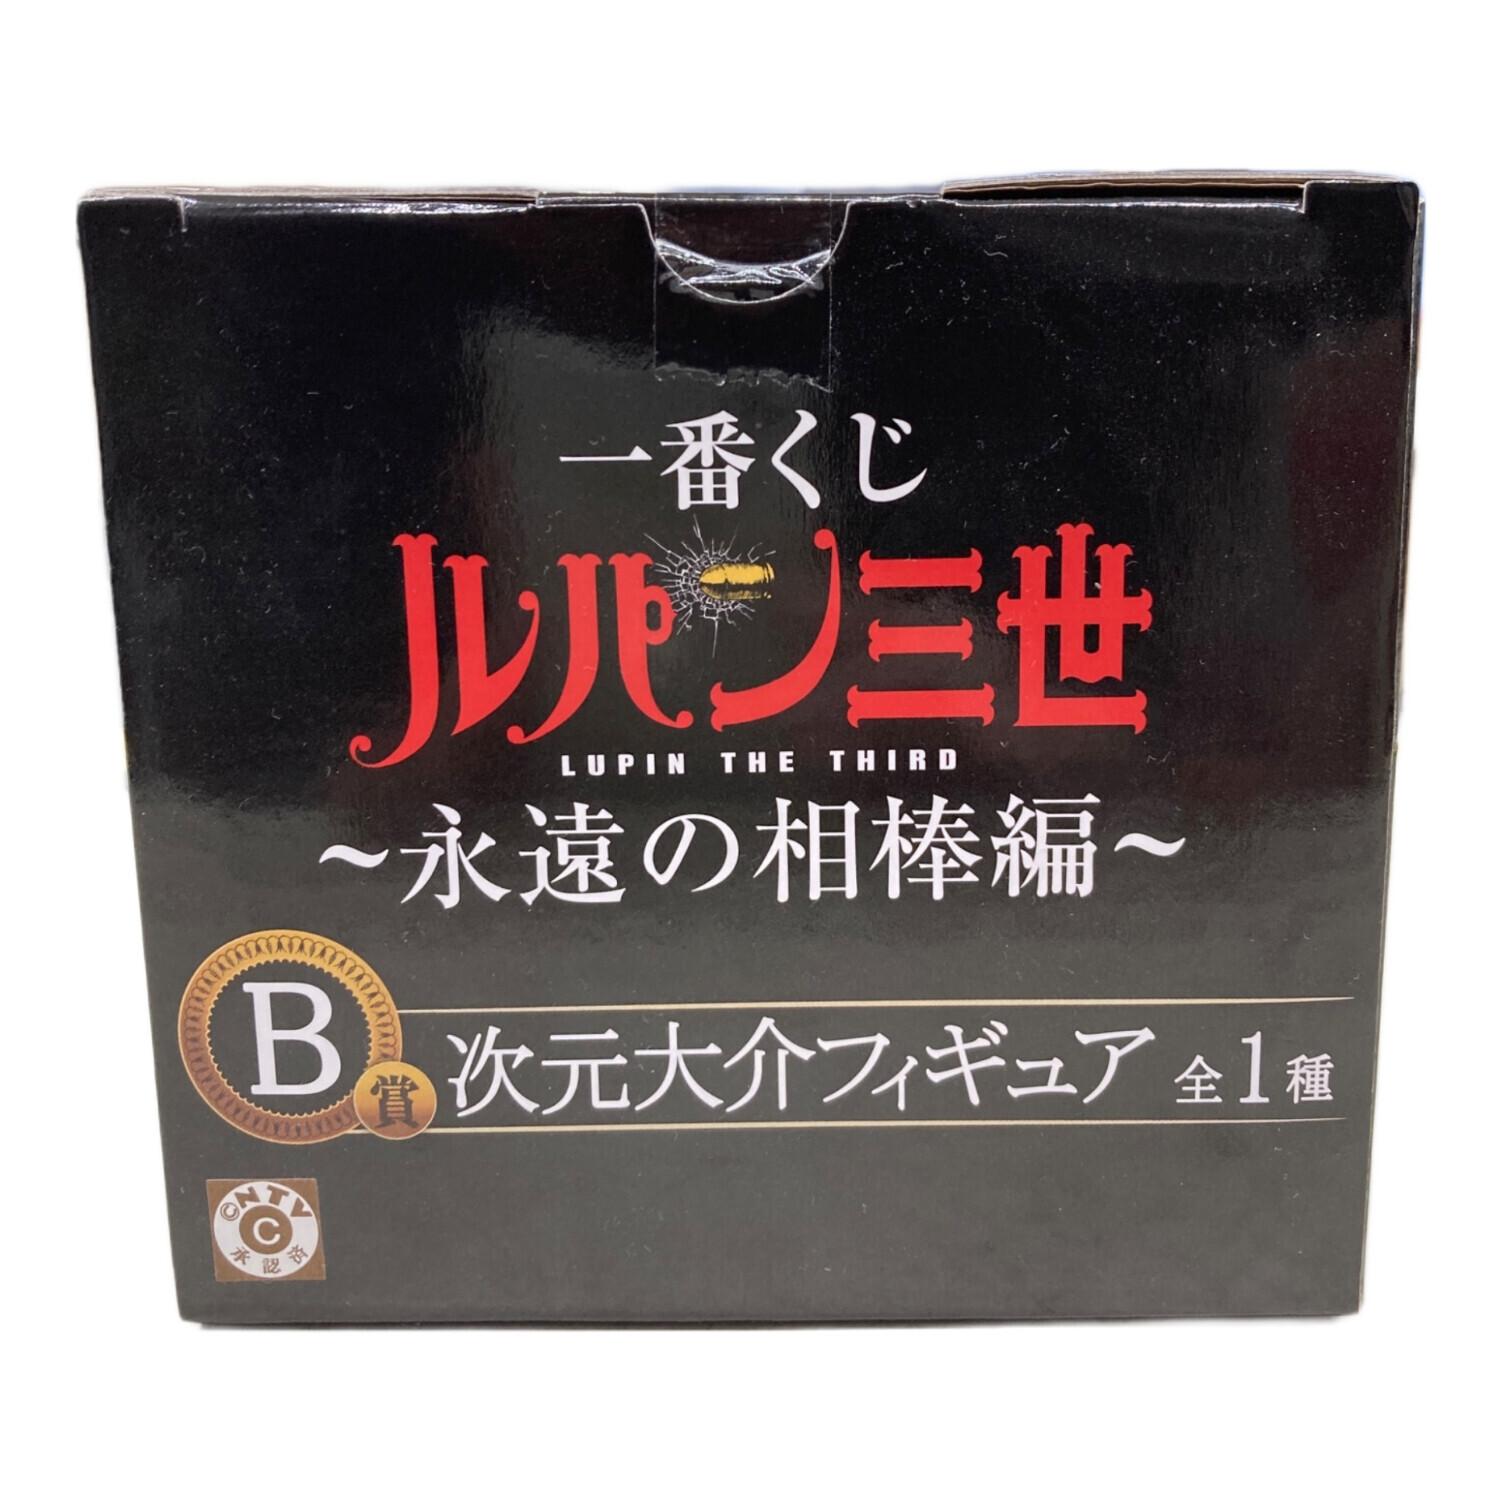 一番くじ
ルパン三世
LUPIN THE THIRD
~永遠の相棒編~
B賞 次元大介フィギュア 全1種
©NTV
C
承認済